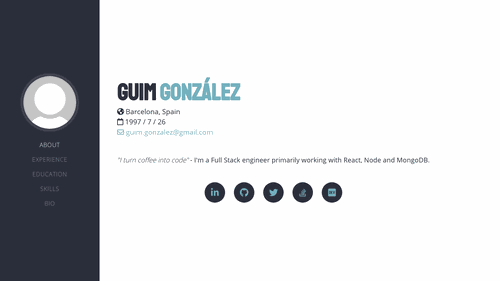 ABOUT
EXPERIENCE
EDUCATION
SKILLS
BIO
GUIM GONZÁLEZ
Barcelona, Spain
1997 / 7 / 26
guim.gonzalez@gmail.com
"I turn coffee into code" - I'm a Full Stack engineer primarily working with React, Node and MongoDB.